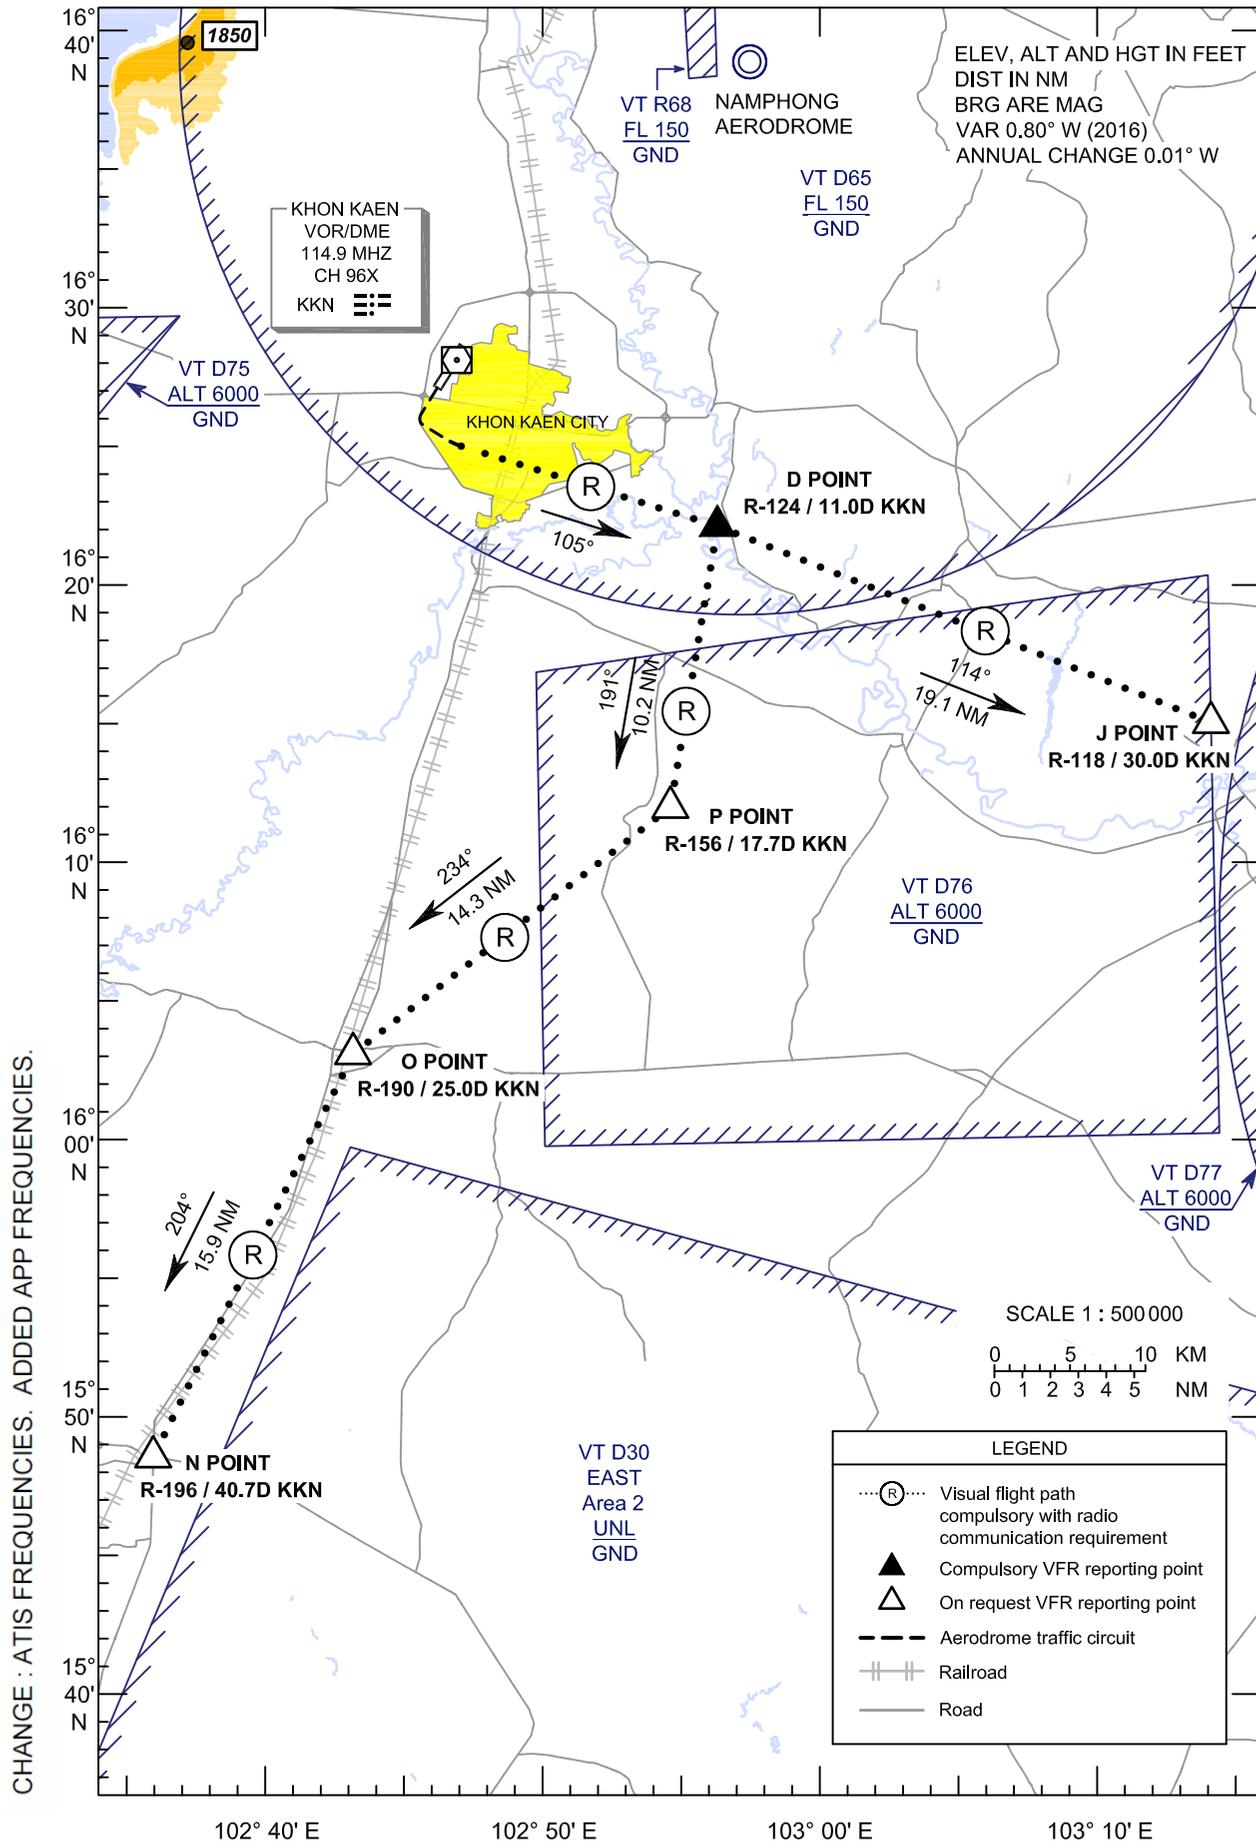 16°
40'
N
1850
ELEV, ALT AND HGT IN FEET
DIST IN NM
BRG ARE MAG
VAR 0.80° W (2016)
ANNUAL CHANGE 0.01° W
VT R68
FL 150
GND
NAMPHONG
AERODROME
VT D65
FL 150
GND
KHON KAEN
VOR/DME
114.9 MHZ
CH 96X
KKN
16°
30'
N
VT D75
ALT 6000
GND
KHON KAEN CITY
R
D POINT
R-124 / 11.0D KKN
105°
16°
20'
N
R
114°
19.1 NM
191°
10.2 NM
R
J POINT
R-118 / 30.0D KKN
P POINT
R-156 / 17.7D KKN
16°
10'
N
234°
14.3 NM
R
VT D76
ALT 6000
GND
O POINT
R-190 / 25.0D KKN
16°
00'
N
VT D77
ALT 6000
GND
204°
15.9 NM
R
SCALE 1 : 500 000
0 5 10 KM
0 1 2 3 4 5 NM
15°
50'
N
N POINT
R-196 / 40.7D KKN
VT D30
EAST
Area 2
UNL
GND
LEGEND
R
Visual flight path
compulsory with radio
communication requirement
Compulsory VFR reporting point
On request VFR reporting point
Aerodrome traffic circuit
Railroad
Road
15°
40'
N
102° 40' E
102° 50' E
103° 00' E
103° 10' E
CHANGE : ATIS FREQUENCIES. ADDED APP FREQUENCIES.